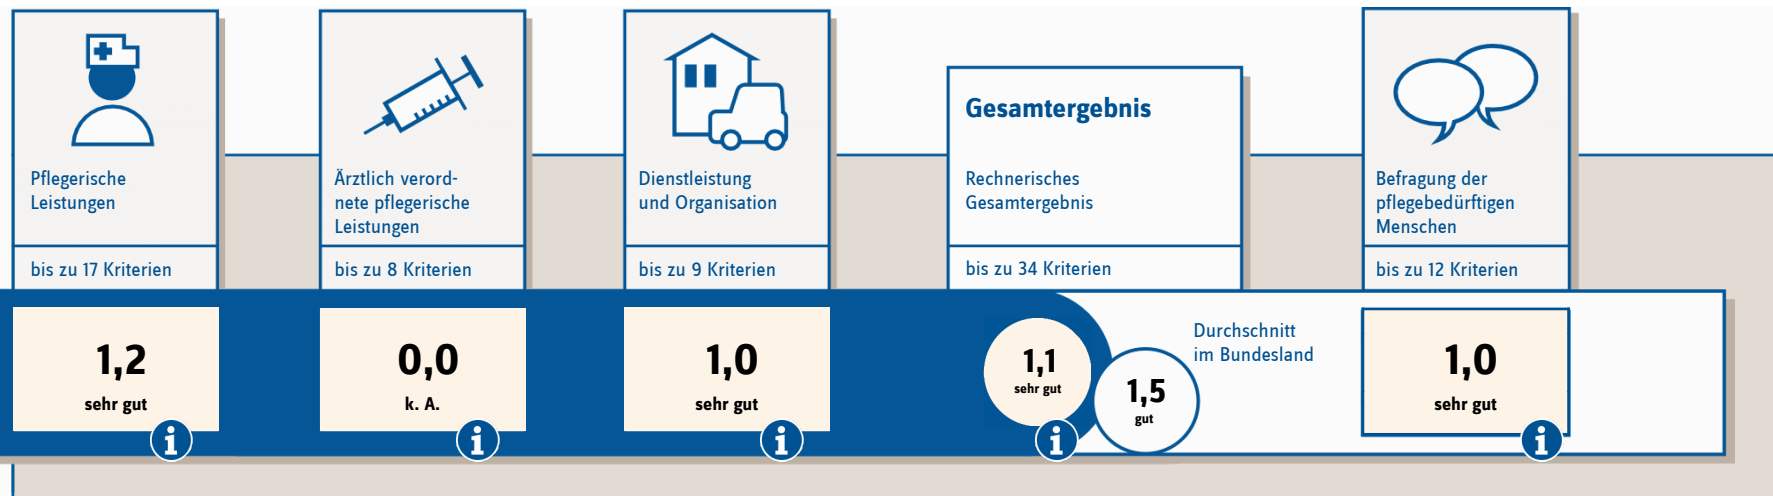 Pflegerische
Leistungen
bis zu 17 Kriterien
1,2
sehr gut
i
Ärztlich verord-
nete pflegerische
Leistungen
bis zu 8 Kriterien
0,0
k. A.
i
Dienstleistung
und Organisation
bis zu 9 Kriterien
1,0
sehr gut
i
Gesamtergebnis
Rechnerisches
Gesamtergebnis
bis zu 34 Kriterien
1,1
sehr gut
i
1,5
gut
Durchschnitt
im Bundesland
Befragung der
pflegebedürftigen
Menschen
bis zu 12 Kriterien
1,0
sehr gut
i